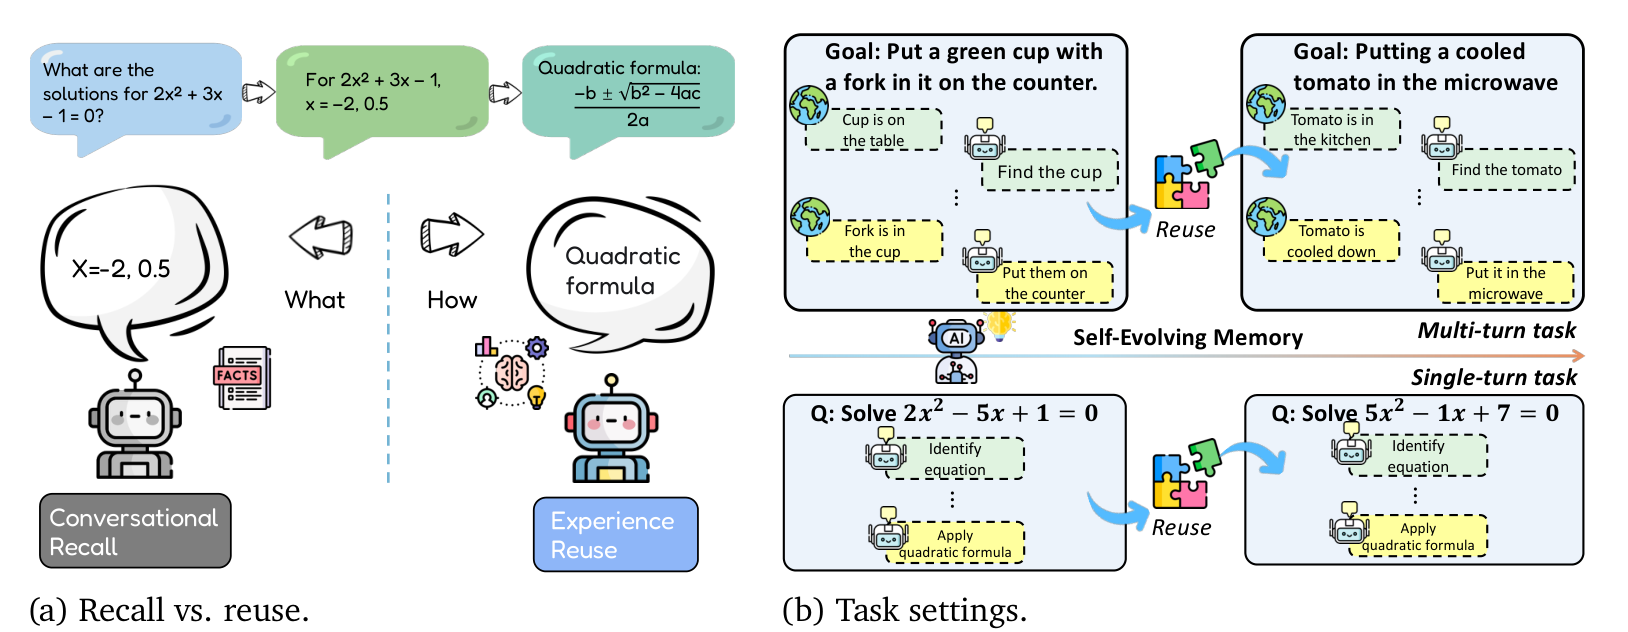 What are the
solutions for 2x² + 3x
– 1 = 0?
For 2x² + 3x – 1,
x = –2, 0.5
Quadratic formula:
–b ± √b² – 4ac
2a
X=-2, 0.5
What
How
Quadratic
formula
FACTS
Conversational
Recall
Experience
Reuse
(a) Recall vs. reuse.
Goal: Put a green cup with
a fork in it on the counter.
Cup is on
the table
Find the cup
⋮
Fork is in
the cup
Put them on
the counter
Reuse
Goal: Putting a cooled
tomato in the microwave
Tomato is in
the kitchen
Find the tomato
⋮
Tomato is
cooled down
Put it in the
microwave
AI
Self-Evolving Memory
Multi-turn task
Single-turn task
Q: Solve 2x² − 5x + 1 = 0
Identify
equation
⋮
Apply
quadratic formula
Reuse
Q: Solve 5x² − 1x + 7 = 0
Identify
equation
⋮
Apply
quadratic formula
(b) Task settings.